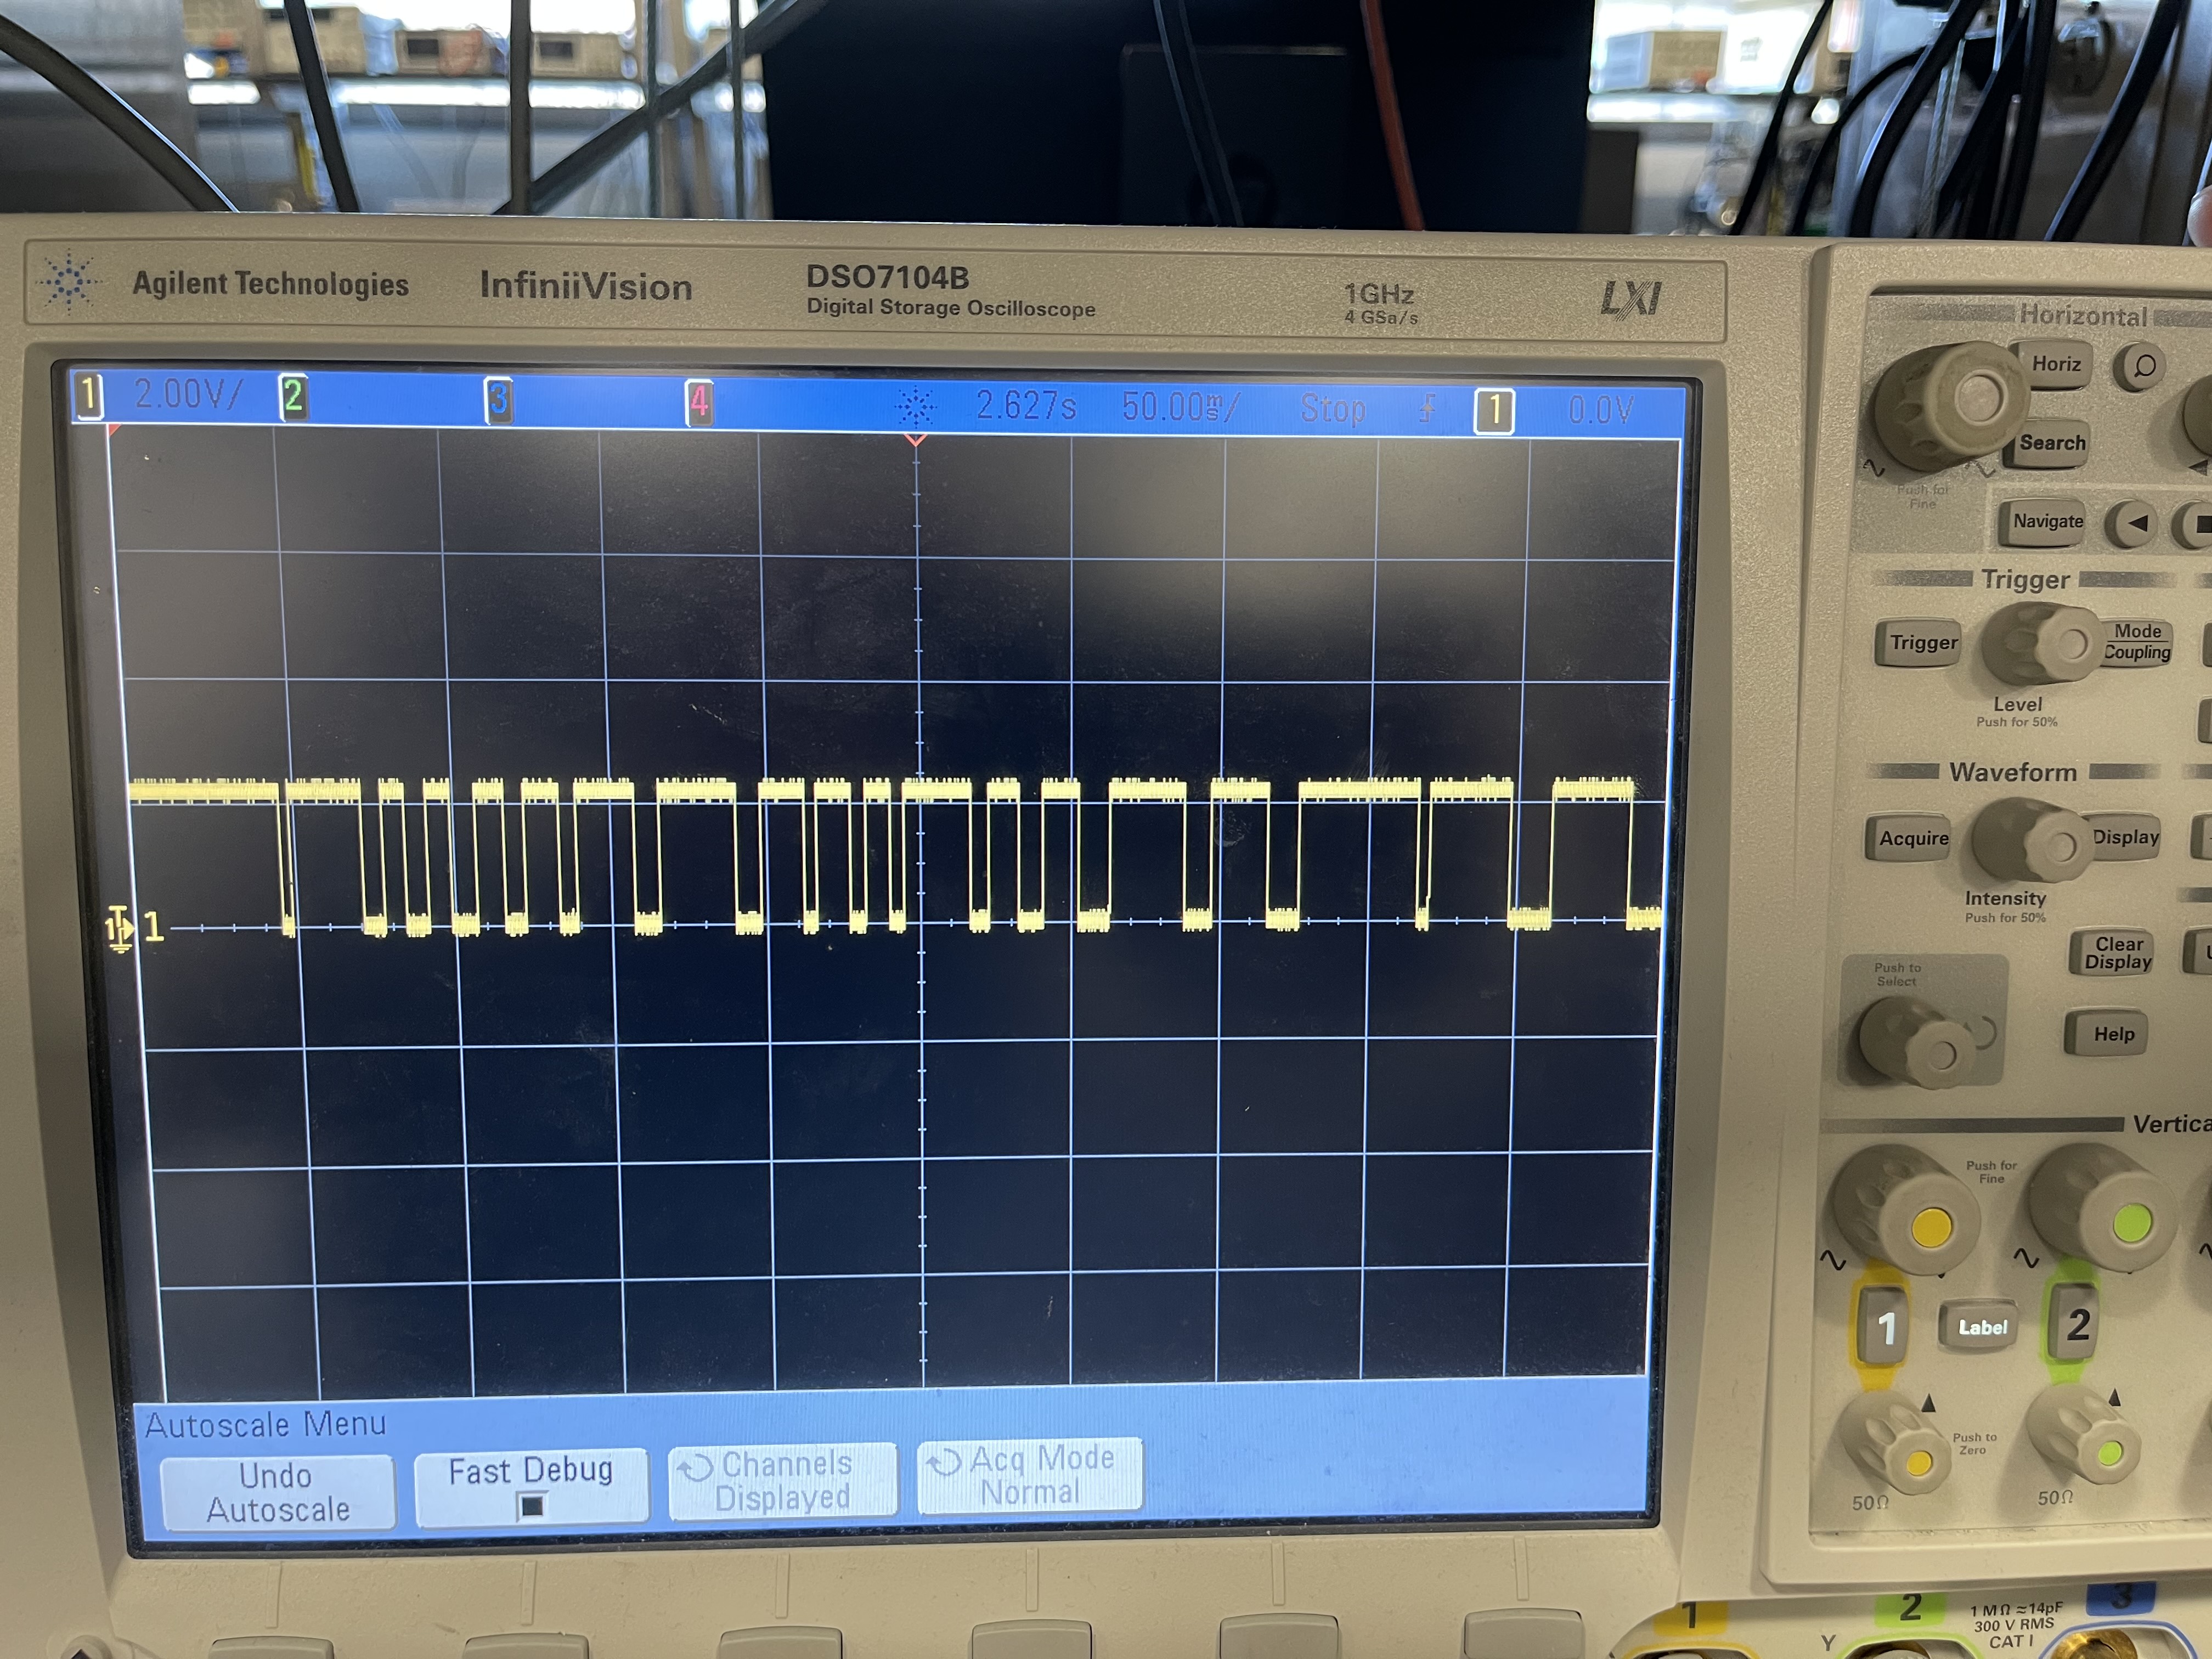 Agilent Technologies InfiniiVision DSO7104B
Digital Storage Oscilloscope
1GHz
4 GSa/s
LXI
1 2.00V/ 2 3 4 2.627s 50.00ms/ Stop 1 0.0V
1
Autoscale Menu
Undo
Autoscale
Fast Debug
Channels
Displayed
Acq Mode
Normal
Horizontal
Horiz
Push for
Fine
Search
Navigate
Trigger
Trigger
Mode
Coupling
Level
Push for 50%
Waveform
Acquire
Display
Intensity
Push for 50%
Clear
Display
Push to
Select
Help
Push for
Fine
1
Label
2
Push to
Zero
50Ω
50Ω
1
2
3
1 MΩ ≈14pF
300 V RMS
CAT I
Y